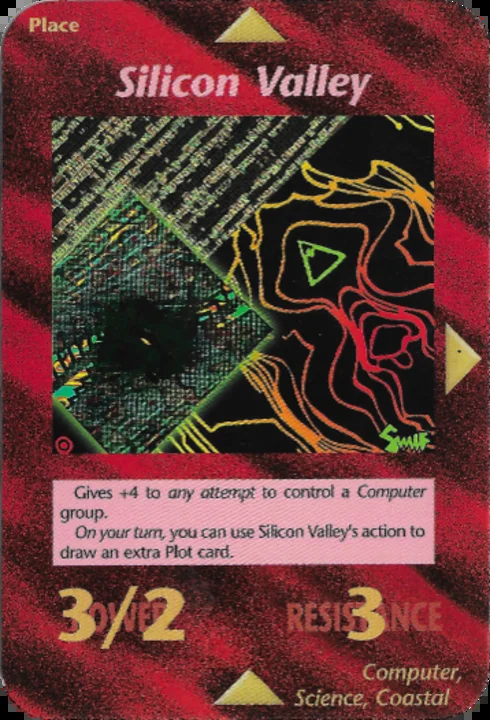 Place
Silicon Valley
Gives +4 to any attempt to control a Computer
group.
On your turn, you can use Silicon Valley's action to
draw an extra Plot card.
POWER 3/2 RESISTANCE 3
Computer,
Science, Coastal